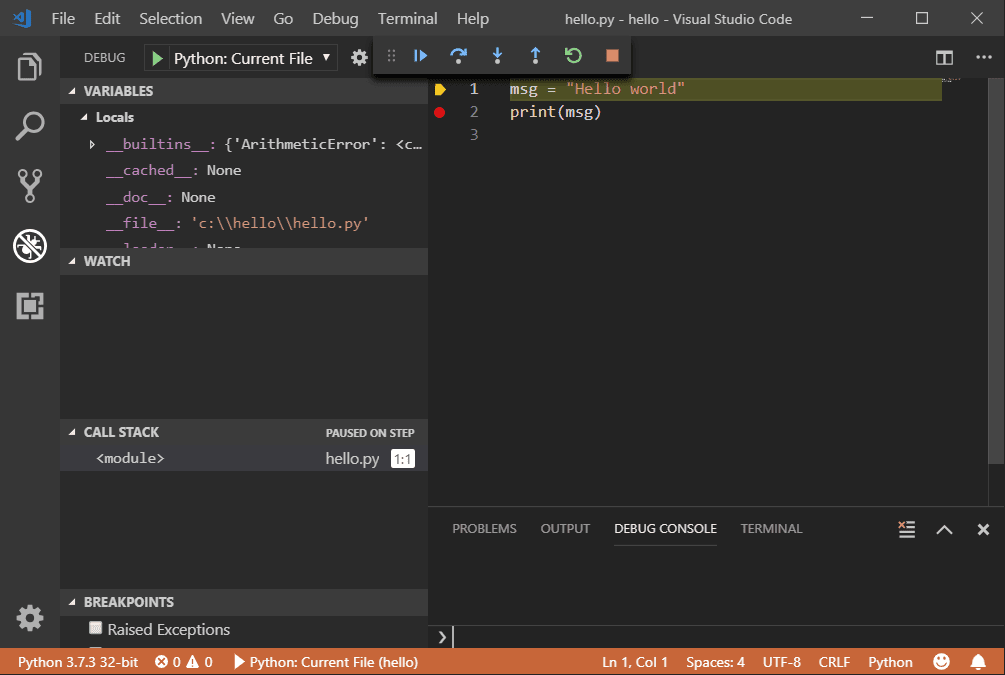 File Edit Selection View Go Debug Terminal Help hello.py - hello - Visual Studio Code
DEBUG Python: Current File
VARIABLES
Locals
__builtins__: {'ArithmeticError': <c…
__cached__: None
__doc__: None
__file__: 'c:\\hello\\hello.py'
WATCH
CALL STACK PAUSED ON STEP
<module> hello.py 1:1
BREAKPOINTS
Raised Exceptions
1 msg = "Hello world"
2 print(msg)
3
PROBLEMS OUTPUT DEBUG CONSOLE TERMINAL
Python 3.7.3 32-bit 0 0 Python: Current File (hello) Ln 1, Col 1 Spaces: 4 UTF-8 CRLF Python